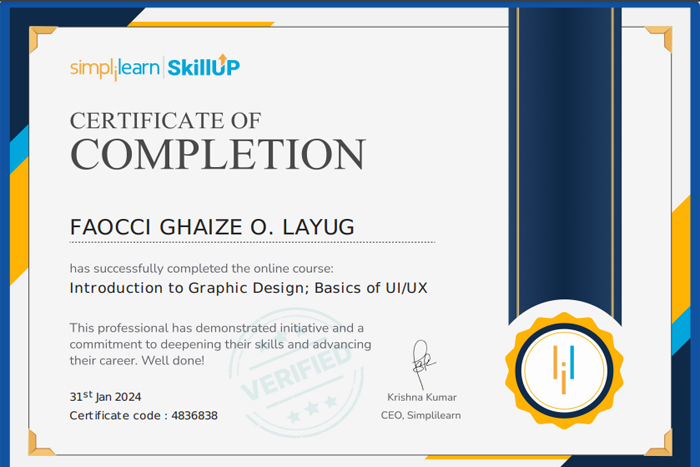 simplilearn | SkillUP
CERTIFICATE OF
COMPLETION
FAOCCI GHAIZE O. LAYUG
has successfully completed the online course:
Introduction to Graphic Design; Basics of UI/UX
This professional has demonstrated initiative and a
commitment to deepening their skills and advancing
their career. Well done!
VERIFIED
31st Jan 2024
Certificate code : 4836838
Krishna Kumar
CEO, Simplilearn